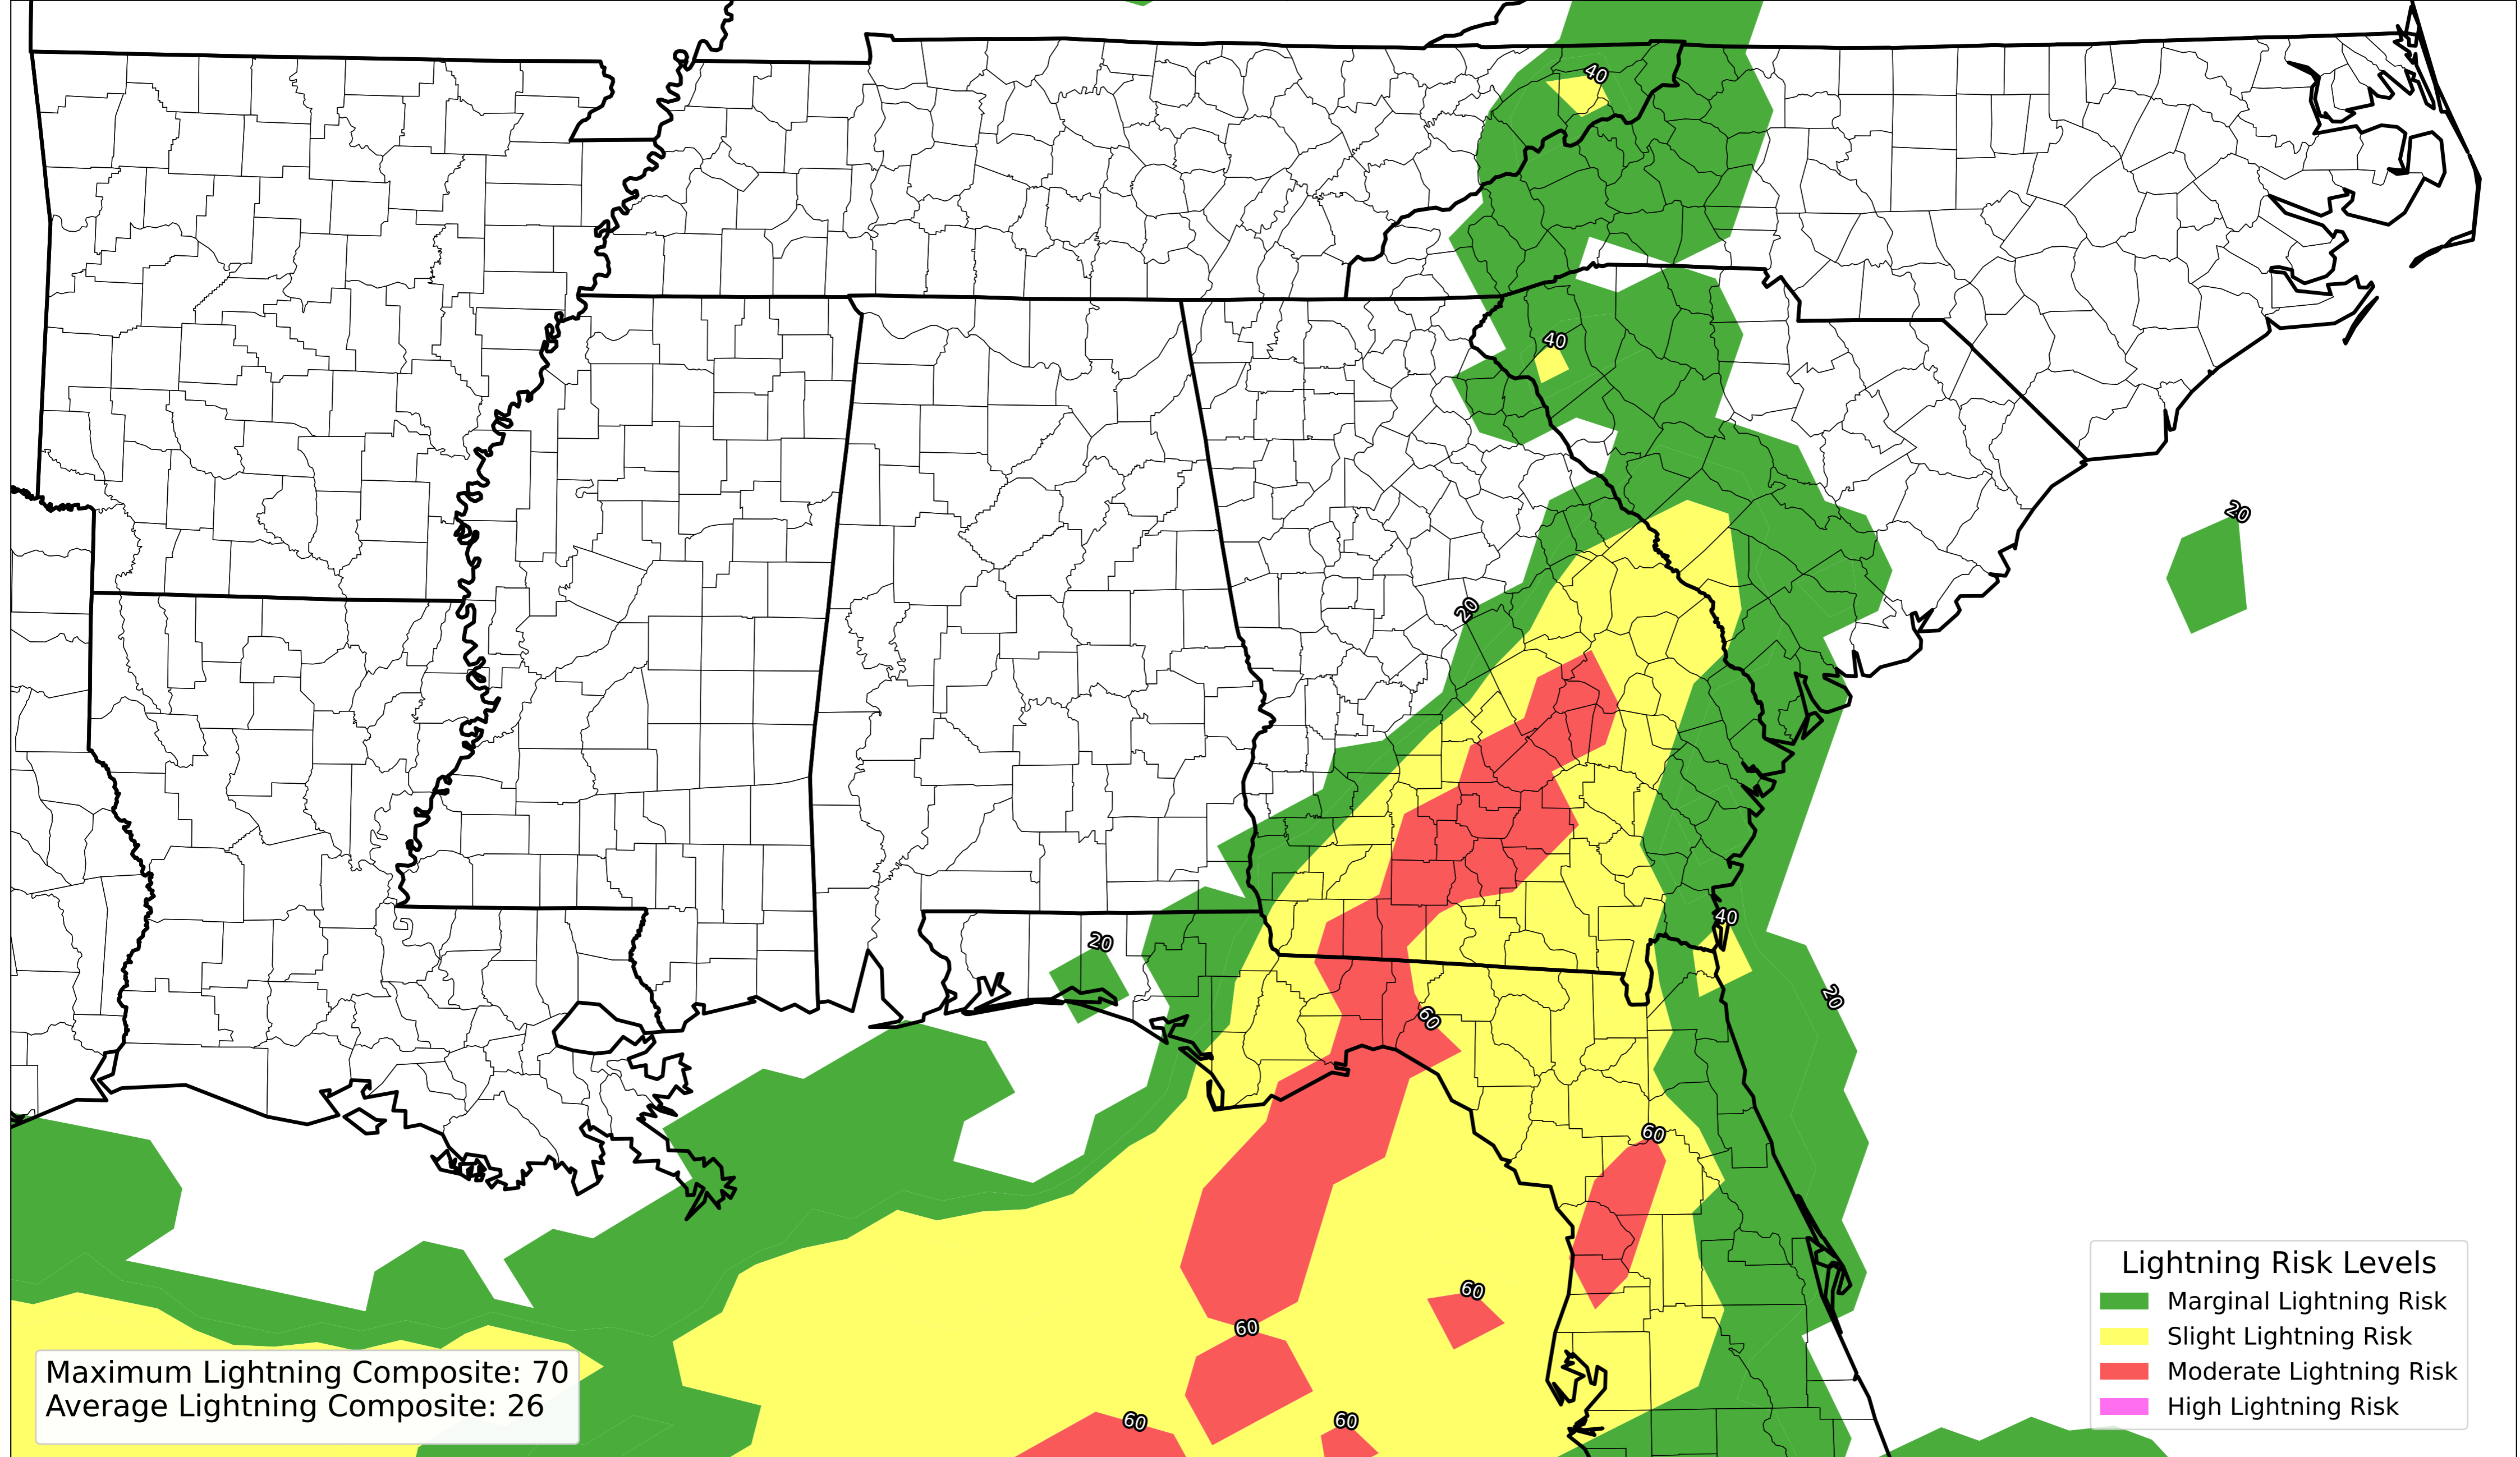 40
40
20
20
40
20
20
60
60
60
60
60
60
Lightning Risk Levels
Marginal Lightning Risk
Slight Lightning Risk
Moderate Lightning Risk
High Lightning Risk
Maximum Lightning Composite: 70
Average Lightning Composite: 26